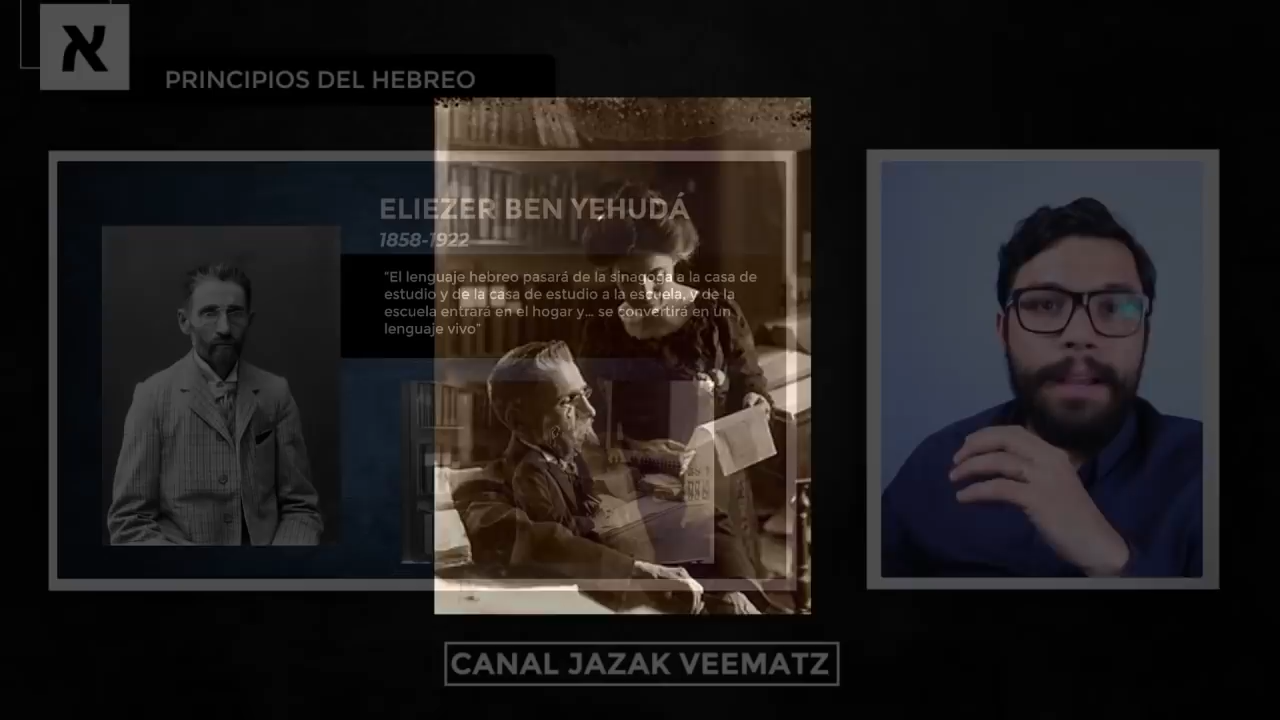 א
PRINCIPIOS DEL HEBREO
ELIEZER BEN YEHUDÁ
1858-1922
"El lenguaje hebreo pasará de la sinagoga a la casa de
estudio y de la casa de estudio a la escuela, y de la
escuela entrará en el hogar y... se convertirá en un
lenguaje vivo"
CANAL JAZAK VEEMATZ